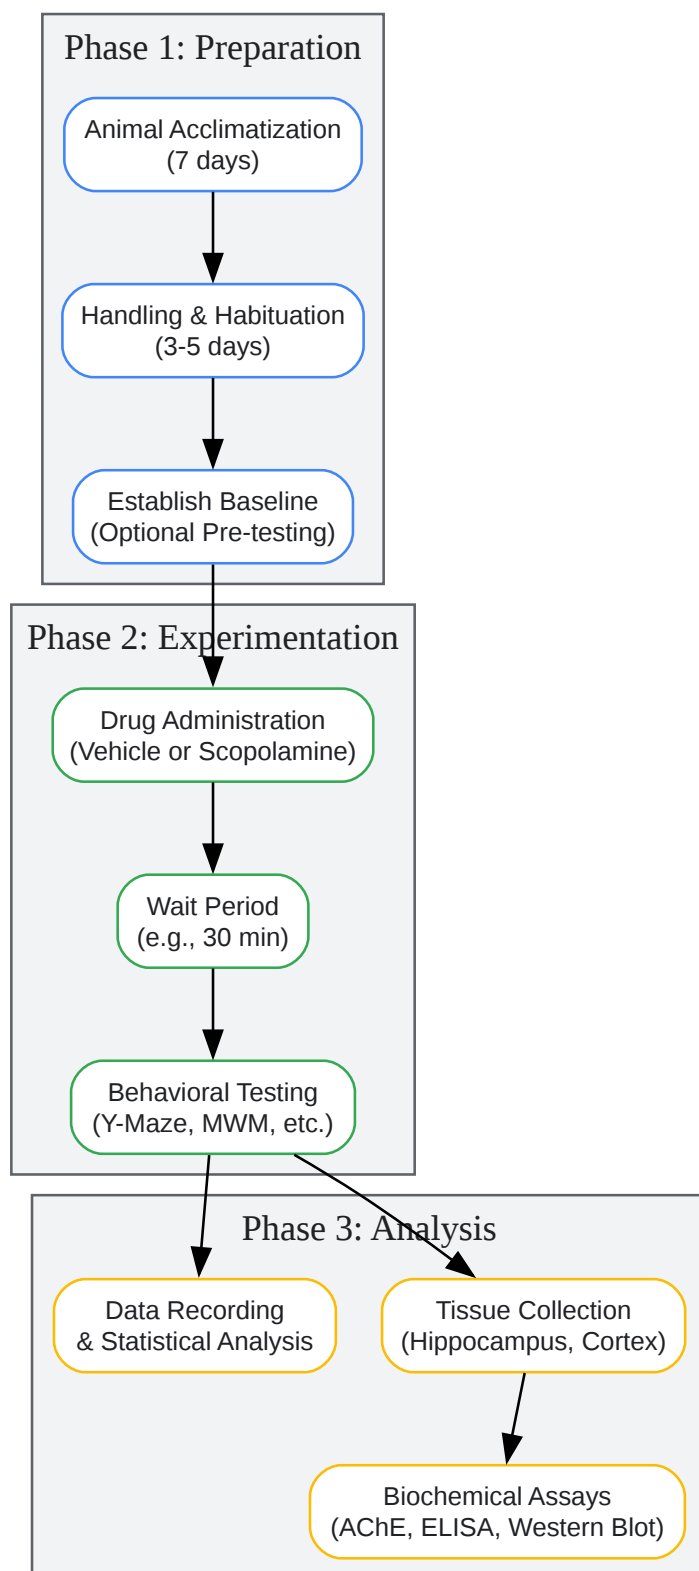 Phase 1: Preparation
Animal Acclimatization
(7 days)
Handling & Habituation
(3-5 days)
Establish Baseline
(Optional Pre-testing)
Phase 2: Experimentation
Drug Administration
(Vehicle or Scopolamine)
Wait Period
(e.g., 30 min)
Behavioral Testing
(Y-Maze, MWM, etc.)
Phase 3: Analysis
Data Recording
& Statistical Analysis
Tissue Collection
(Hippocampus, Cortex)
Biochemical Assays
(AChE, ELISA, Western Blot)